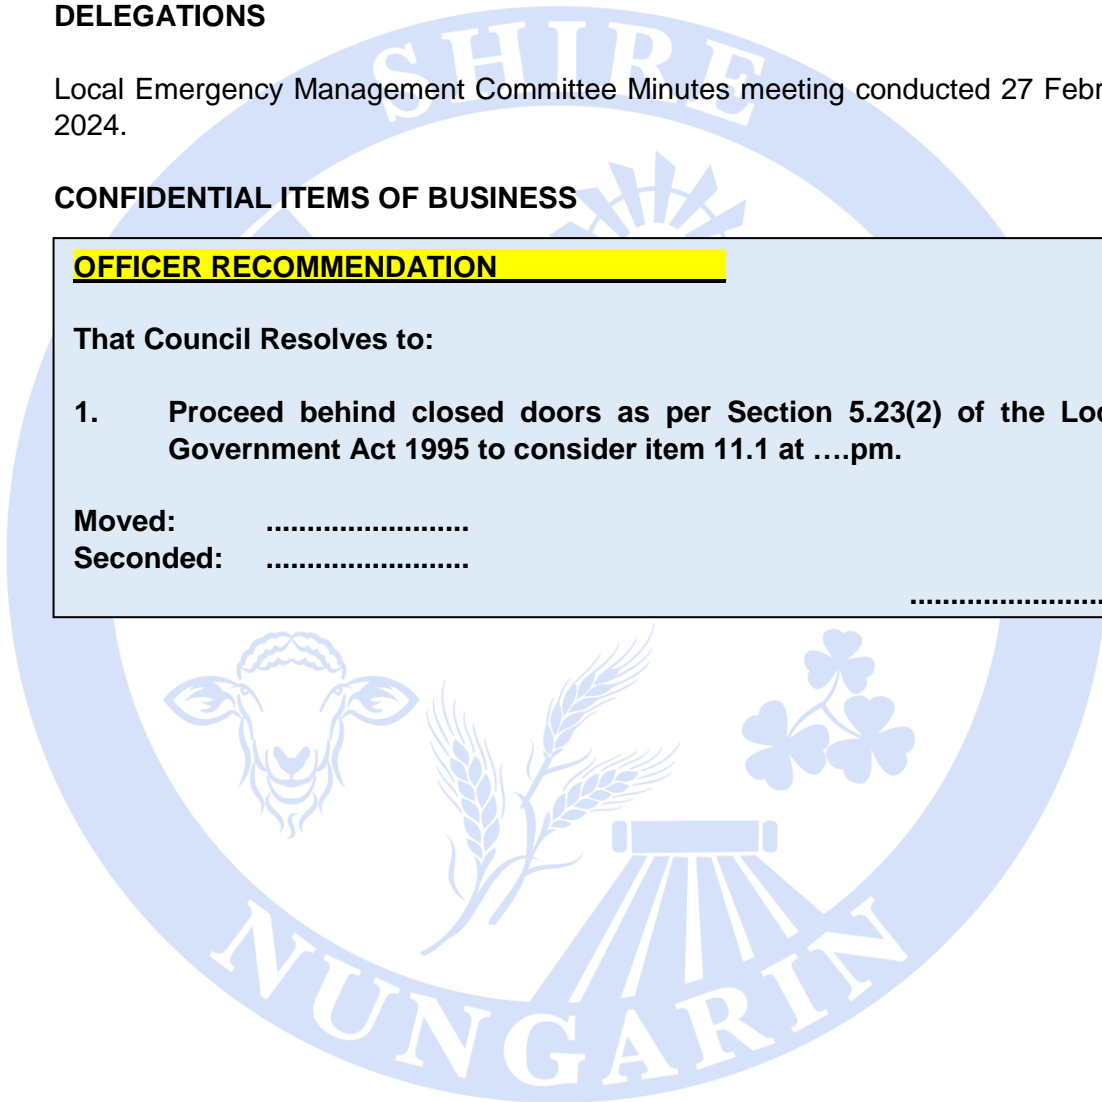 DELEGATIONS
SHIRE
Local Emergency Management Committee Minutes meeting conducted 27 Febr
2024.
CONFIDENTIAL ITEMS OF BUSINESS
OFFICER RECOMMENDATION
That Council Resolves to:
1. Proceed behind closed doors as per Section 5.23(2) of the Loc
Government Act 1995 to consider item 11.1 at ….pm.
Moved: .........................
Seconded: .........................
........................
NUNGARIN